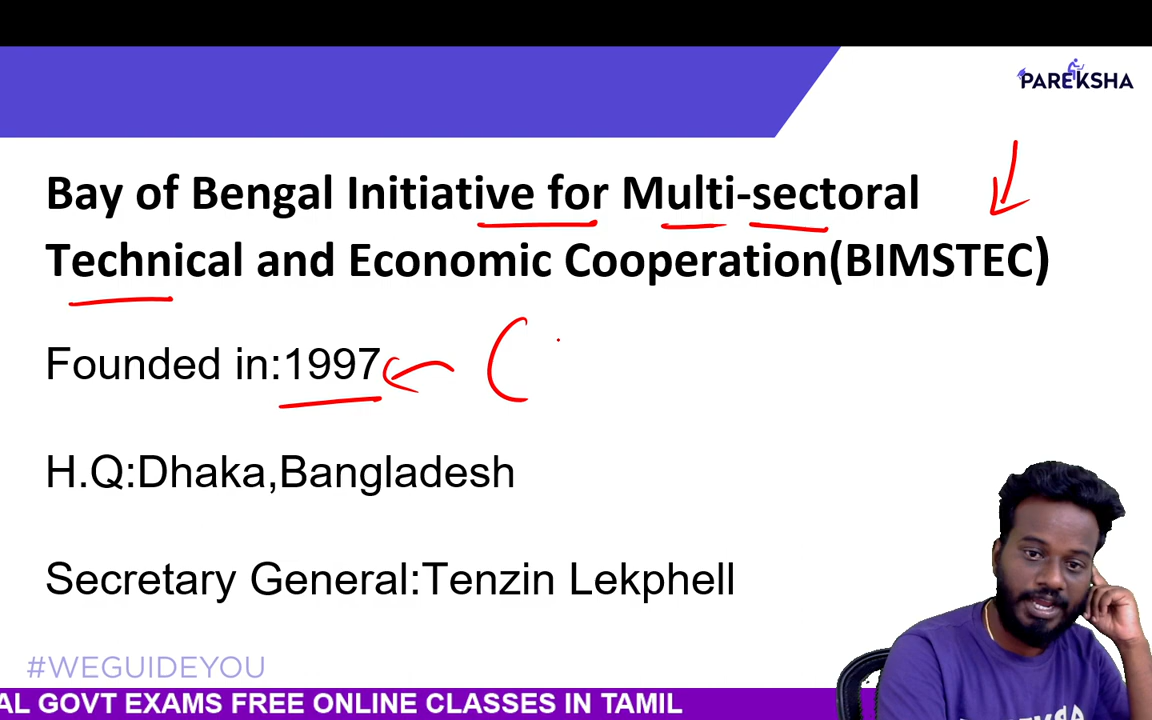 PAREKSHA
Bay of Bengal Initiative for Multi-sectoral
Technical and Economic Cooperation(BIMSTEC)
Founded in:1997
H.Q:Dhaka,Bangladesh
Secretary General:Tenzin Lekphell
#WEGUIDEYOU
AL GOVT EXAMS FREE ONLINE CLASSES IN TAMIL